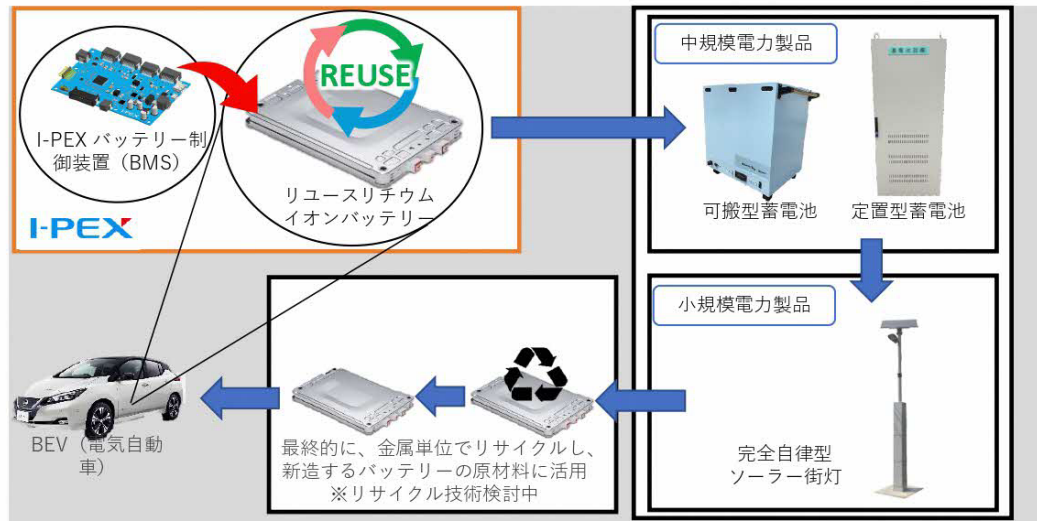 REUSE
I-PEX バッテリー制
御装置（BMS）
リユースリチウム
イオンバッテリー
I-PEX
中規模電力製品
可搬型蓄電池
定置型蓄電池
小規模電力製品
完全自律型
ソーラー街灯
最終的に、金属単位でリサイクルし、
新造するバッテリーの原材料に活用
※リサイクル技術検討中
BEV（電気自動
車）